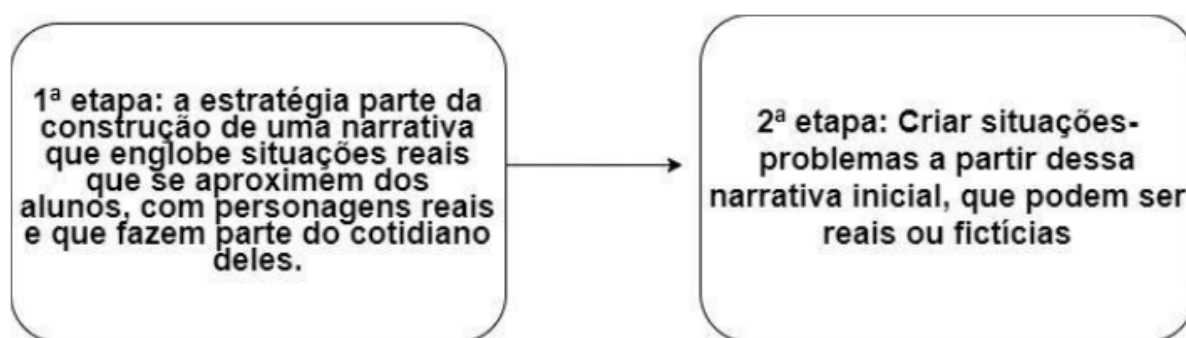 1ª etapa: a estratégia parte da
construção de uma narrativa
que englobe situações reais
que se aproximem dos
alunos, com personagens reais
e que fazem parte do cotidiano
deles.
2ª etapa: Criar situações-
problemas a partir dessa
narrativa inicial, que podem ser
reais ou fictícias